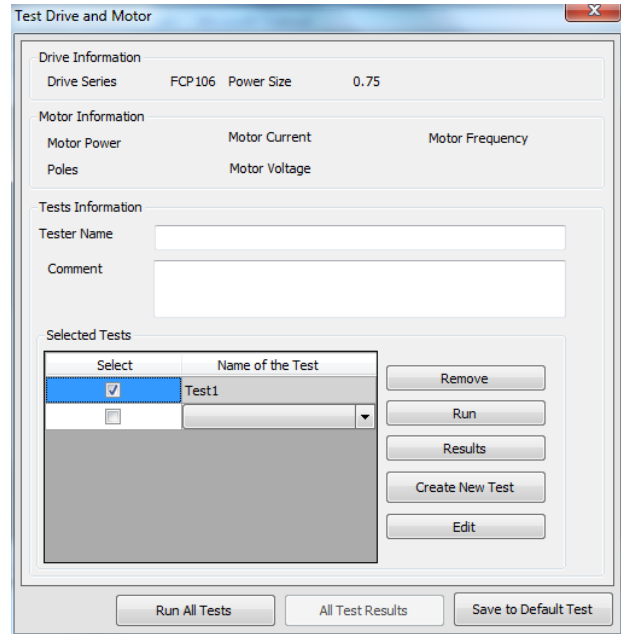 Test Drive and Motor
x
Drive Information
Drive Series FCP106 Power Size 0.75
Motor Information
Motor Power Motor Current Motor Frequency
Poles Motor Voltage
Tests Information
Tester Name
Comment
Selected Tests
Select Name of the Test
Test1
Remove
Run
Results
Create New Test
Edit
Run All Tests All Test Results Save to Default Test